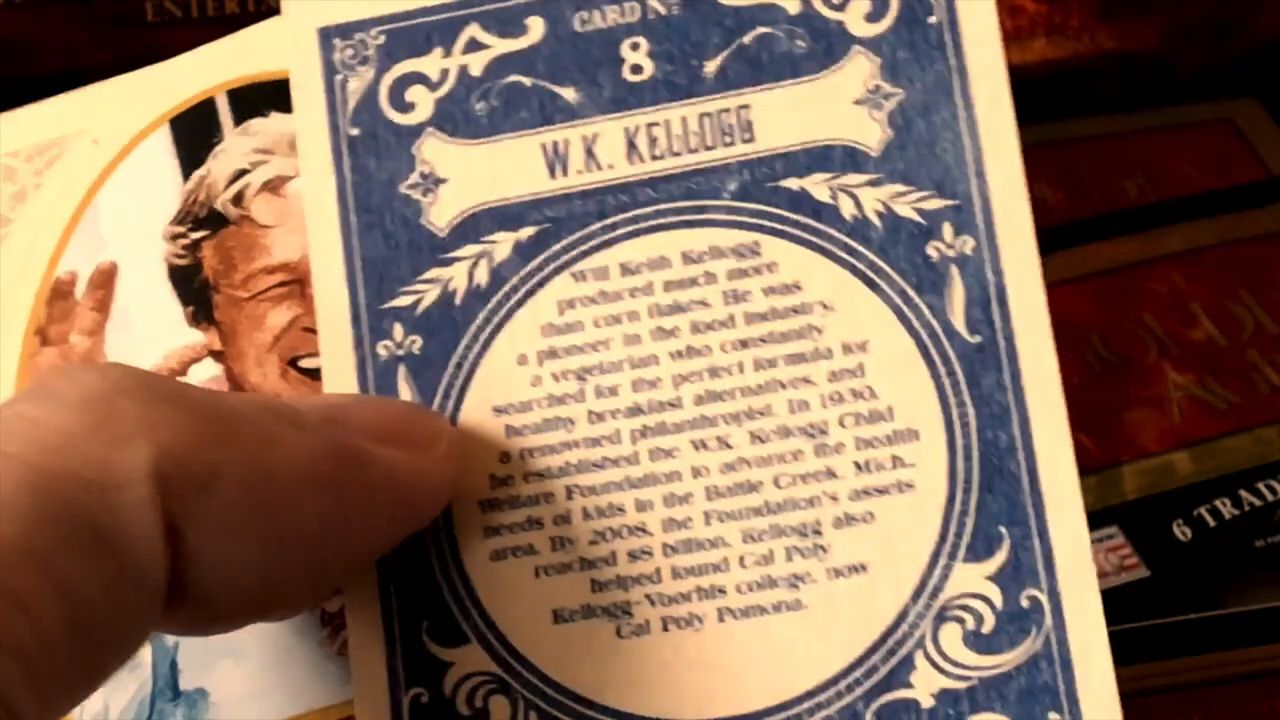 ENTERTA
CARD Nº
8
W.K. KELLOGG
Will Keith Kellogg
produced much more
than corn flakes. He was
a pioneer in the food industry,
a vegetarian who constantly
searched for the perfect formula for
healthy breakfast alternatives, and
a renowned philanthropist. In 1930,
he established the W.K. Kellogg Child
Welfare Foundation to advance the health
needs of kids in the Battle Creek, Mich.,
area. By 2008, the Foundation's assets
reached $8 billion. Kellogg also
helped found Cal Poly
Kellogg-Voorhis college, now
Cal Poly Pomona.
6 TRAD